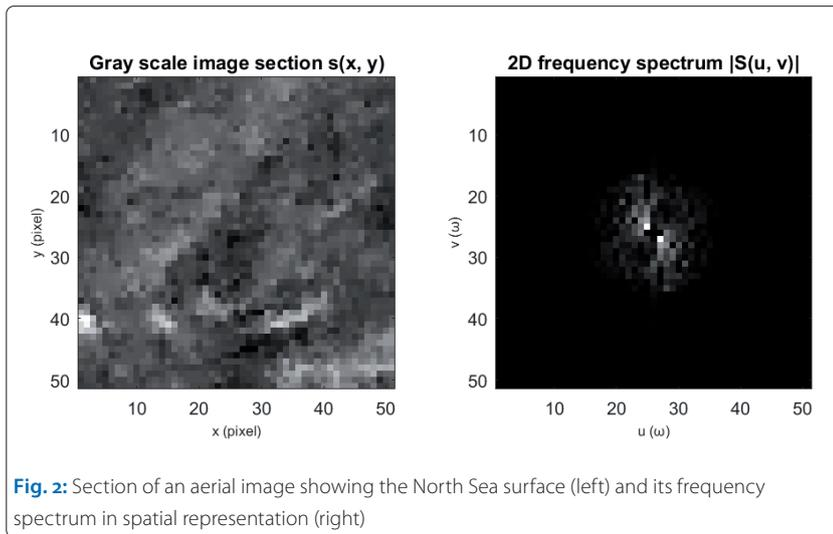 Gray scale image section s(x, y)
10
20
30
40
50
y (pixel)
10 20 30 40 50
x (pixel)
2D frequency spectrum |S(u, v)|
10
20
30
40
50
v (ω)
10 20 30 40 50
u (ω)
Fig. 2: Section of an aerial image showing the North Sea surface (left) and its frequency
spectrum in spatial representation (right)